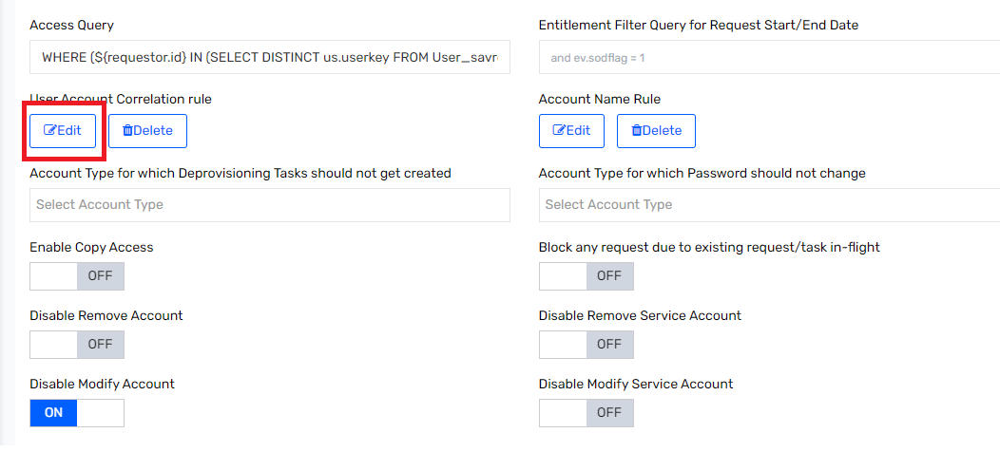 Access Query
Entitlement Filter Query for Request Start/End Date
WHERE (${requestor.id} IN (SELECT DISTINCT us.userkey FROM User_savr
and ev.sodflag = 1
User Account Correlation rule
Account Name Rule
Edit
Delete
Edit
Delete
Account Type for which Deprovisioning Tasks should not get created
Account Type for which Password should not change
Select Account Type
Select Account Type
Enable Copy Access
Block any request due to existing request/task in-flight
OFF
OFF
Disable Remove Account
Disable Remove Service Account
OFF
OFF
Disable Modify Account
Disable Modify Service Account
ON
OFF